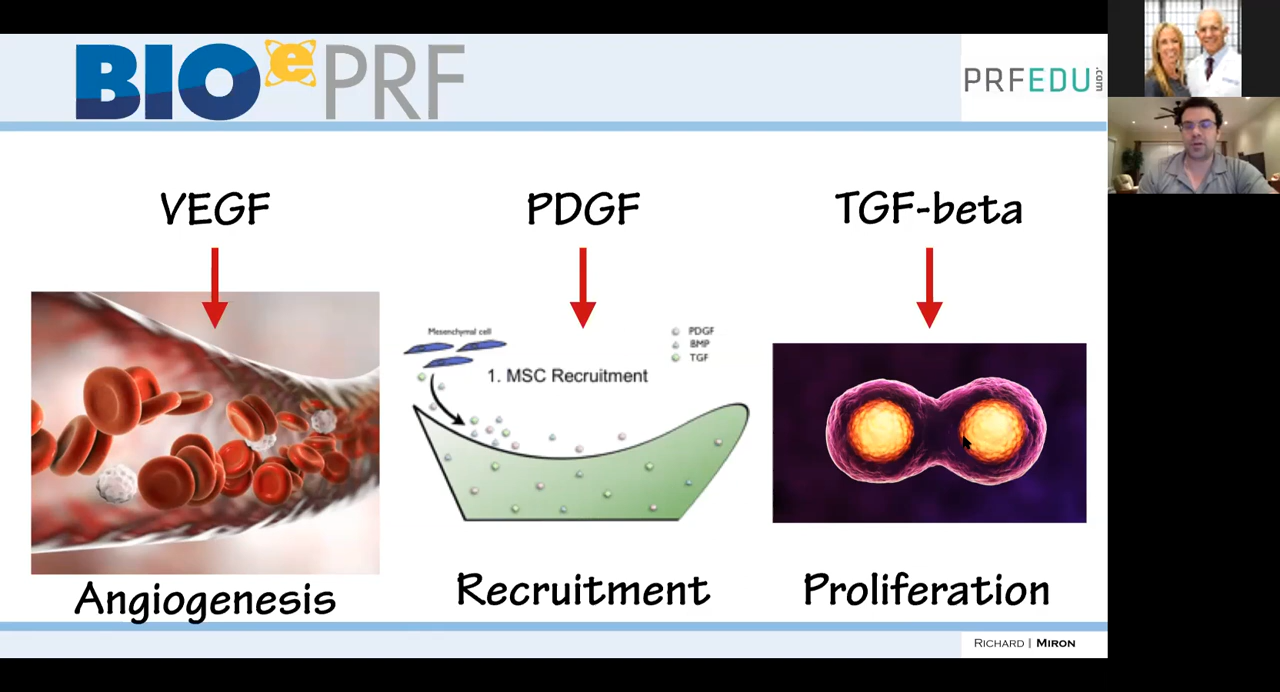 BIO e PRF
PRFEDU.com
VEGF
PDGF
TGF-beta
Mesenchymal cell
PDGF
BMP
TGF
1. MSC Recruitment
Angiogenesis
Recruitment
Proliferation
RICHARD | MIRON